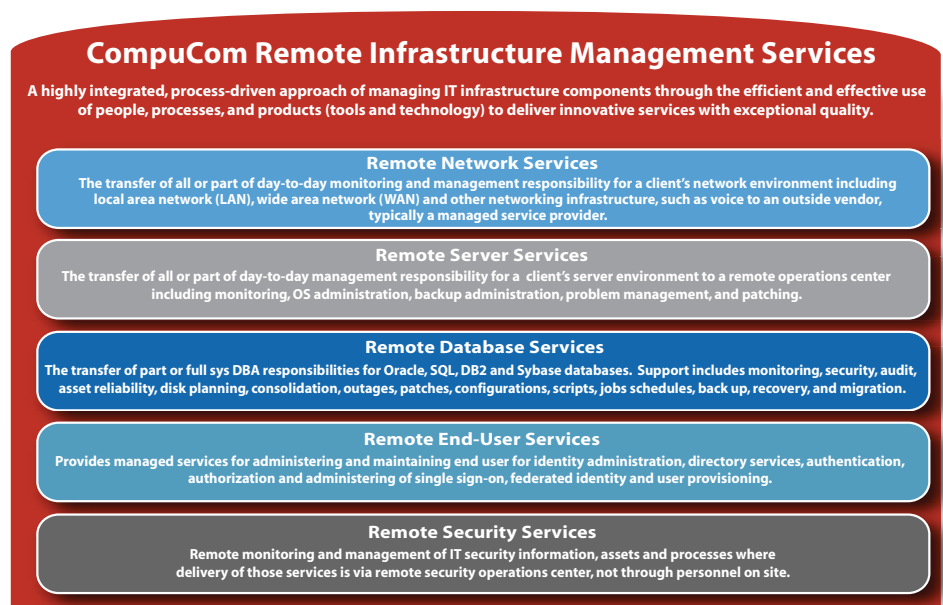 CompuCom Remote Infrastructure Management Services
A highly integrated, process-driven approach of managing IT infrastructure components through the efficient and effective use
of people, processes, and products (tools and technology) to deliver innovative services with exceptional quality.
Remote Network Services
The transfer of all or part of day-to-day monitoring and management responsibility for a client's network environment including
local area network (LAN), wide area network (WAN) and other networking infrastructure, such as voice to an outside vendor,
typically a managed service provider.
Remote Server Services
The transfer of all or part of day-to-day management responsibility for a client's server environment to a remote operations center
including monitoring, OS administration, backup administration, problem management, and patching.
Remote Database Services
The transfer of part or full sys DBA responsibilities for Oracle, SQL, DB2 and Sybase databases. Support includes monitoring, security, audit,
asset reliability, disk planning, consolidation, outages, patches, configurations, scripts, jobs schedules, back up, recovery, and migration.
Remote End-User Services
Provides managed services for administering and maintaining end user for identity administration, directory services, authentication,
authorization and administering of single sign-on, federated identity and user provisioning.
Remote Security Services
Remote monitoring and management of IT security information, assets and processes where
delivery of those services is via remote security operations center, not through personnel on site.